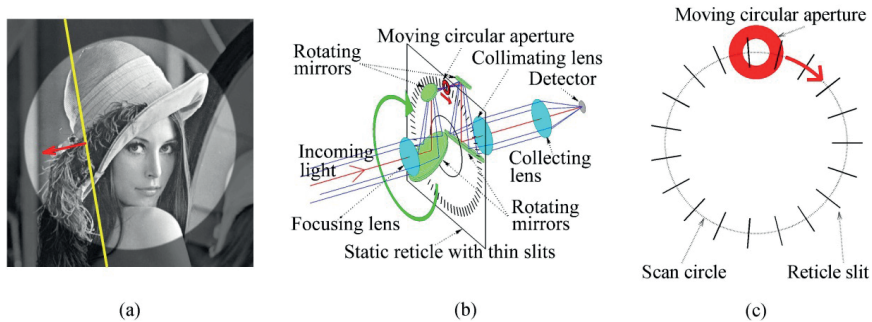 Moving circular aperture
Rotating
mirrors
Collimating lens
Detector
Incoming
light
Collecting
lens
Focusing lens
Rotating
mirrors
Static reticle with thin slits
Moving circular aperture
Scan circle
Reticle slit
(a)
(b)
(c)